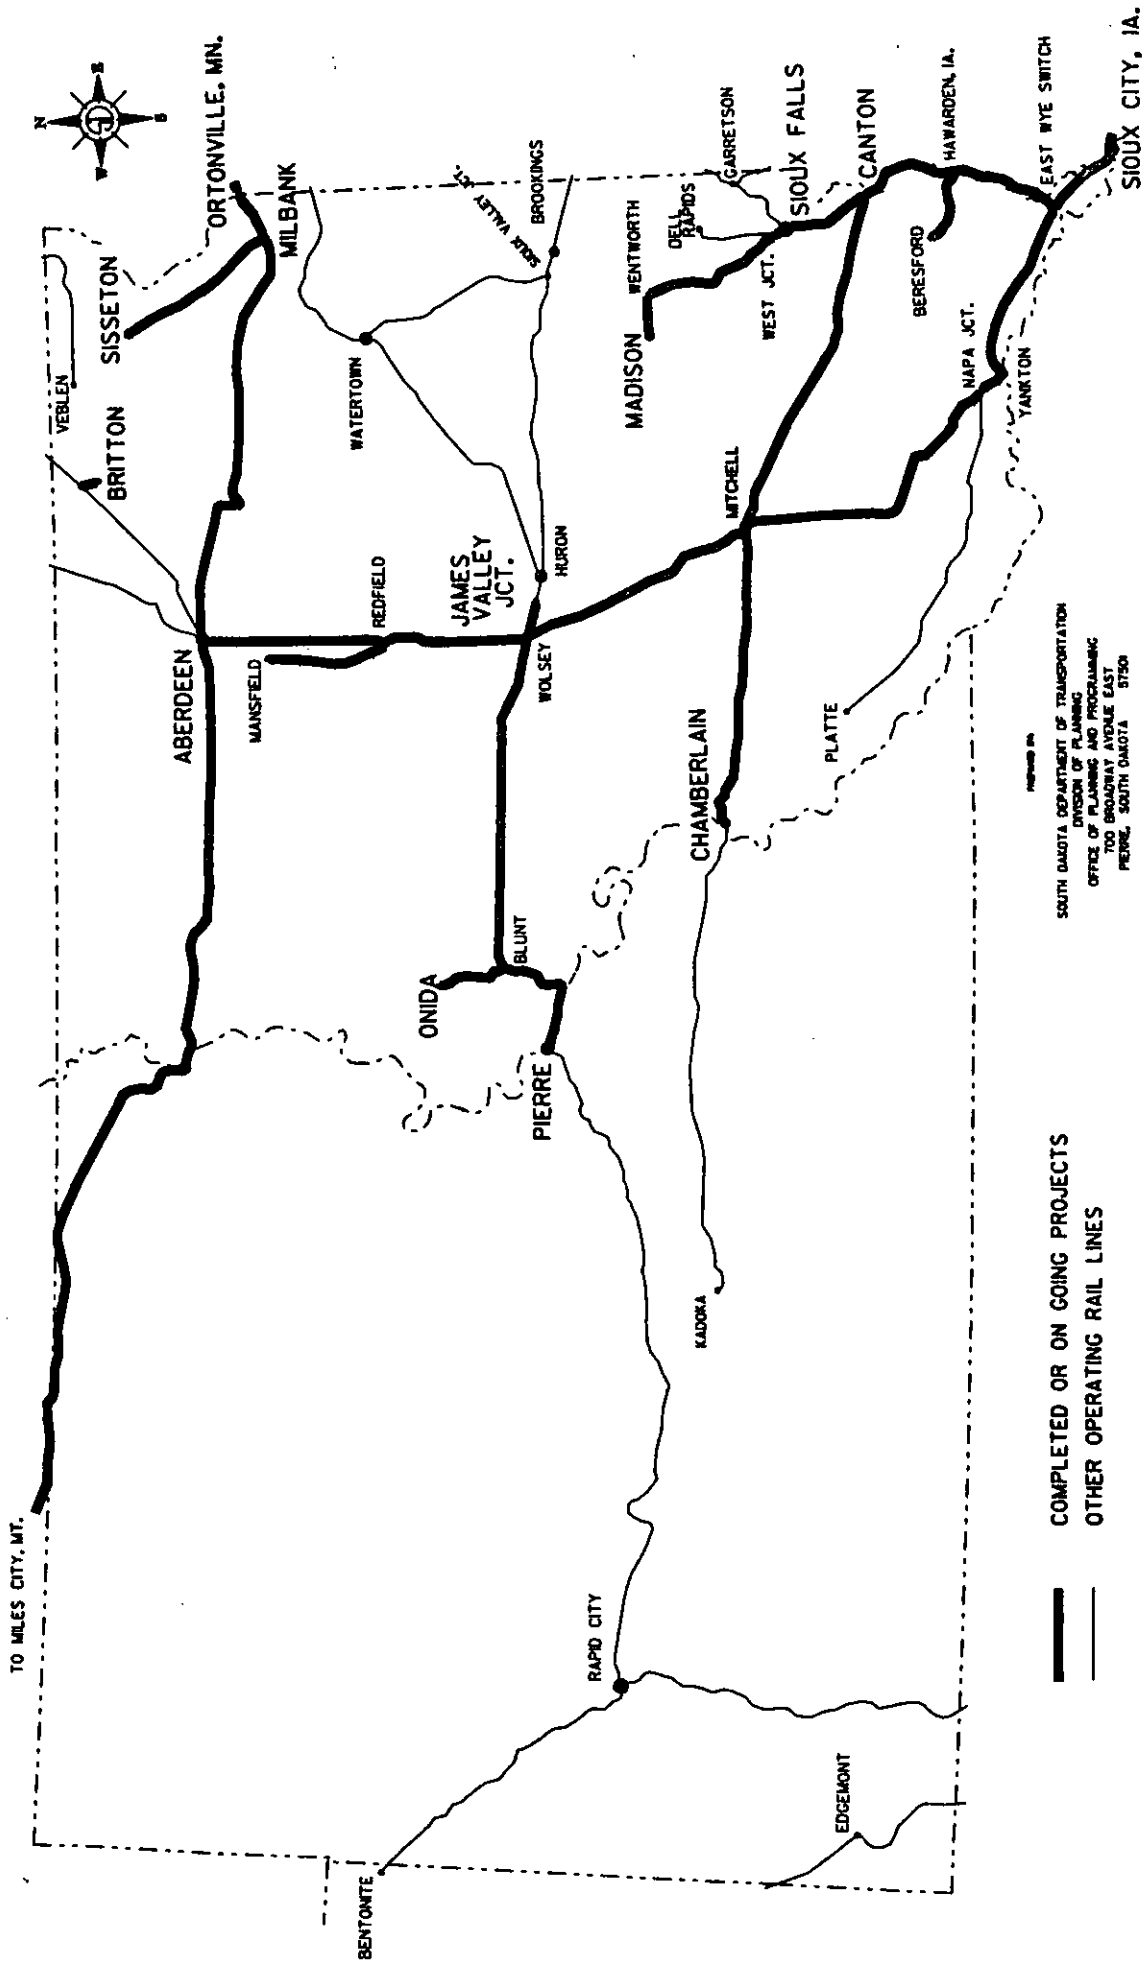 TO MILES CITY, MT.
N
E
S
W
VEBLEN
BRITTON
SISSETON
ORTONVILLE, MN.
MILBANK
ABERDEEN
MANSFIELD
REDFIELD
WATERTOWN
SIOUX VALLEY JCT.
BROOKINGS
JAMES
VALLEY
JCT.
HURON
WOLSEY
ONIDA
BLUNT
PIERRE
BENTONITE
RAPID CITY
EDGEMONT
KADOKA
CHAMBERLAIN
PLATTE
MITCHELL
MADISON
WENTWORTH
DELL
RAPIDS
GARRETSON
WEST JCT.
SIOUX FALLS
CANTON
BERESFORD
HAWARDEN, IA.
NAPA JCT.
YANKTON
EAST WYE SWITCH
SIOUX CITY, IA.
COMPLETED OR ON GOING PROJECTS
OTHER OPERATING RAIL LINES
PREPARED BY
SOUTH DAKOTA DEPARTMENT OF TRANSPORTATION
DIVISION OF PLANNING
OFFICE OF PLANNING AND PROGRAMING
700 BROADWAY AVENUE EAST
PIERRE, SOUTH DAKOTA 57501